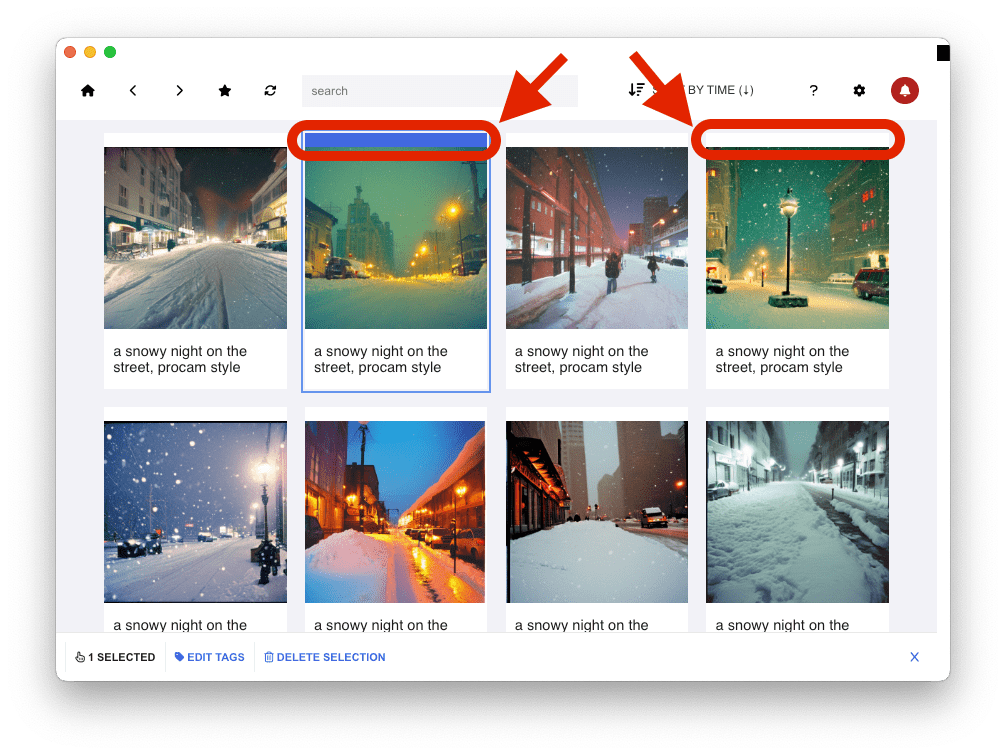 search
BY TIME (↓)
?
a snowy night on the
street, procam style
a snowy night on the
street, procam style
a snowy night on the
street, procam style
a snowy night on the
street, procam style
a snowy night on the
a snowy night on the
a snowy night on the
a snowy night on the
1 SELECTED
EDIT TAGS
DELETE SELECTION
X